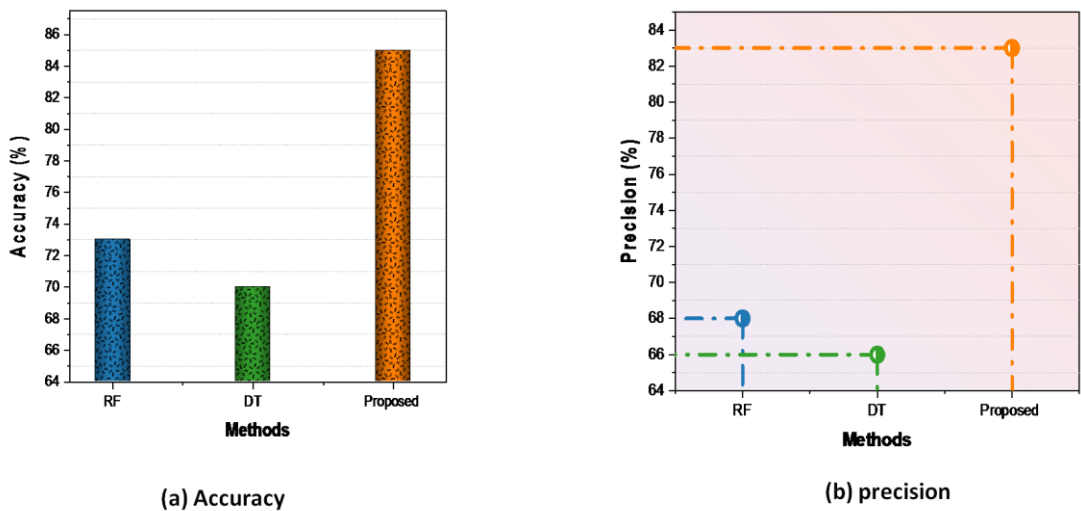 Accuracy (%)
86
84
82
80
78
76
74
72
70
68
66
64
RF
DT
Proposed
Methods
(a) Accuracy
Precision (%)
84
82
80
78
76
74
72
70
68
66
64
RF
DT
Proposed
Methods
(b) precision